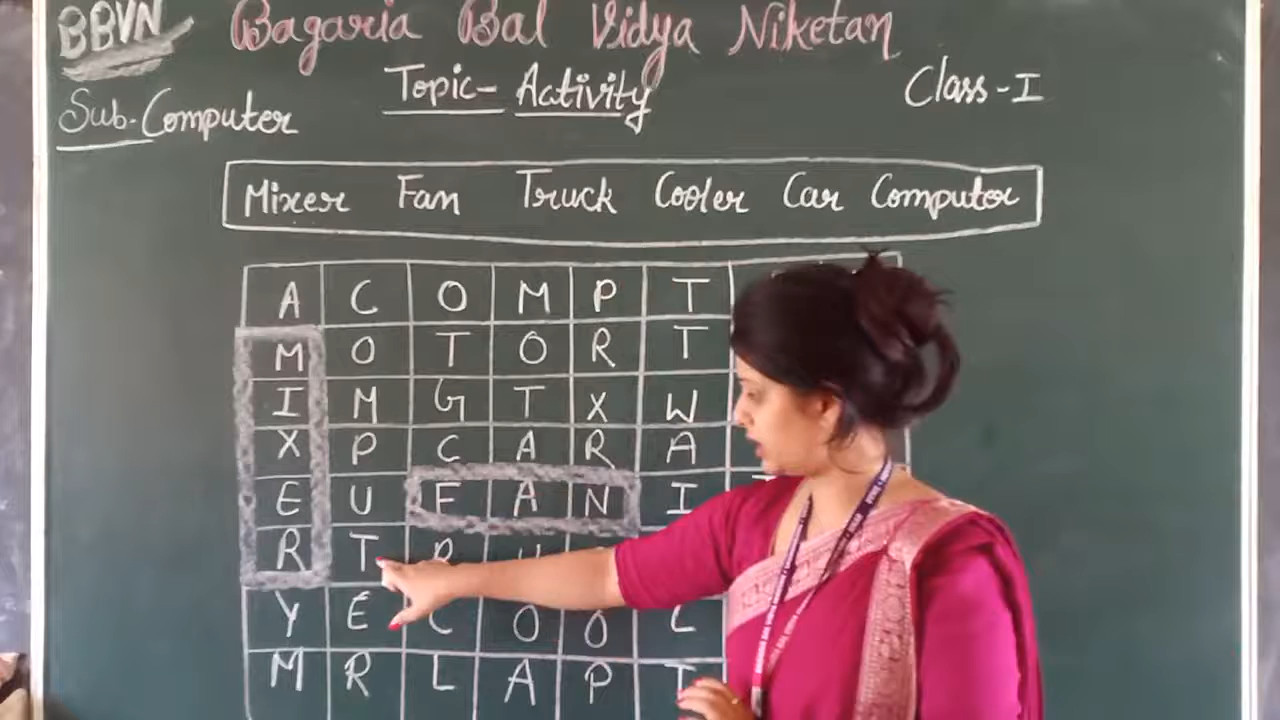 BBVN Bagaria Bal Vidya Niketan
Topic- Activity Class-I
Sub. Computer
Mixer Fan Truck Cooler Car Computer
A C O M P T
M O T O R T
I M G T X W
X P C A R A
E U F A N I
R T R U
Y E C O O L
M R L A P T